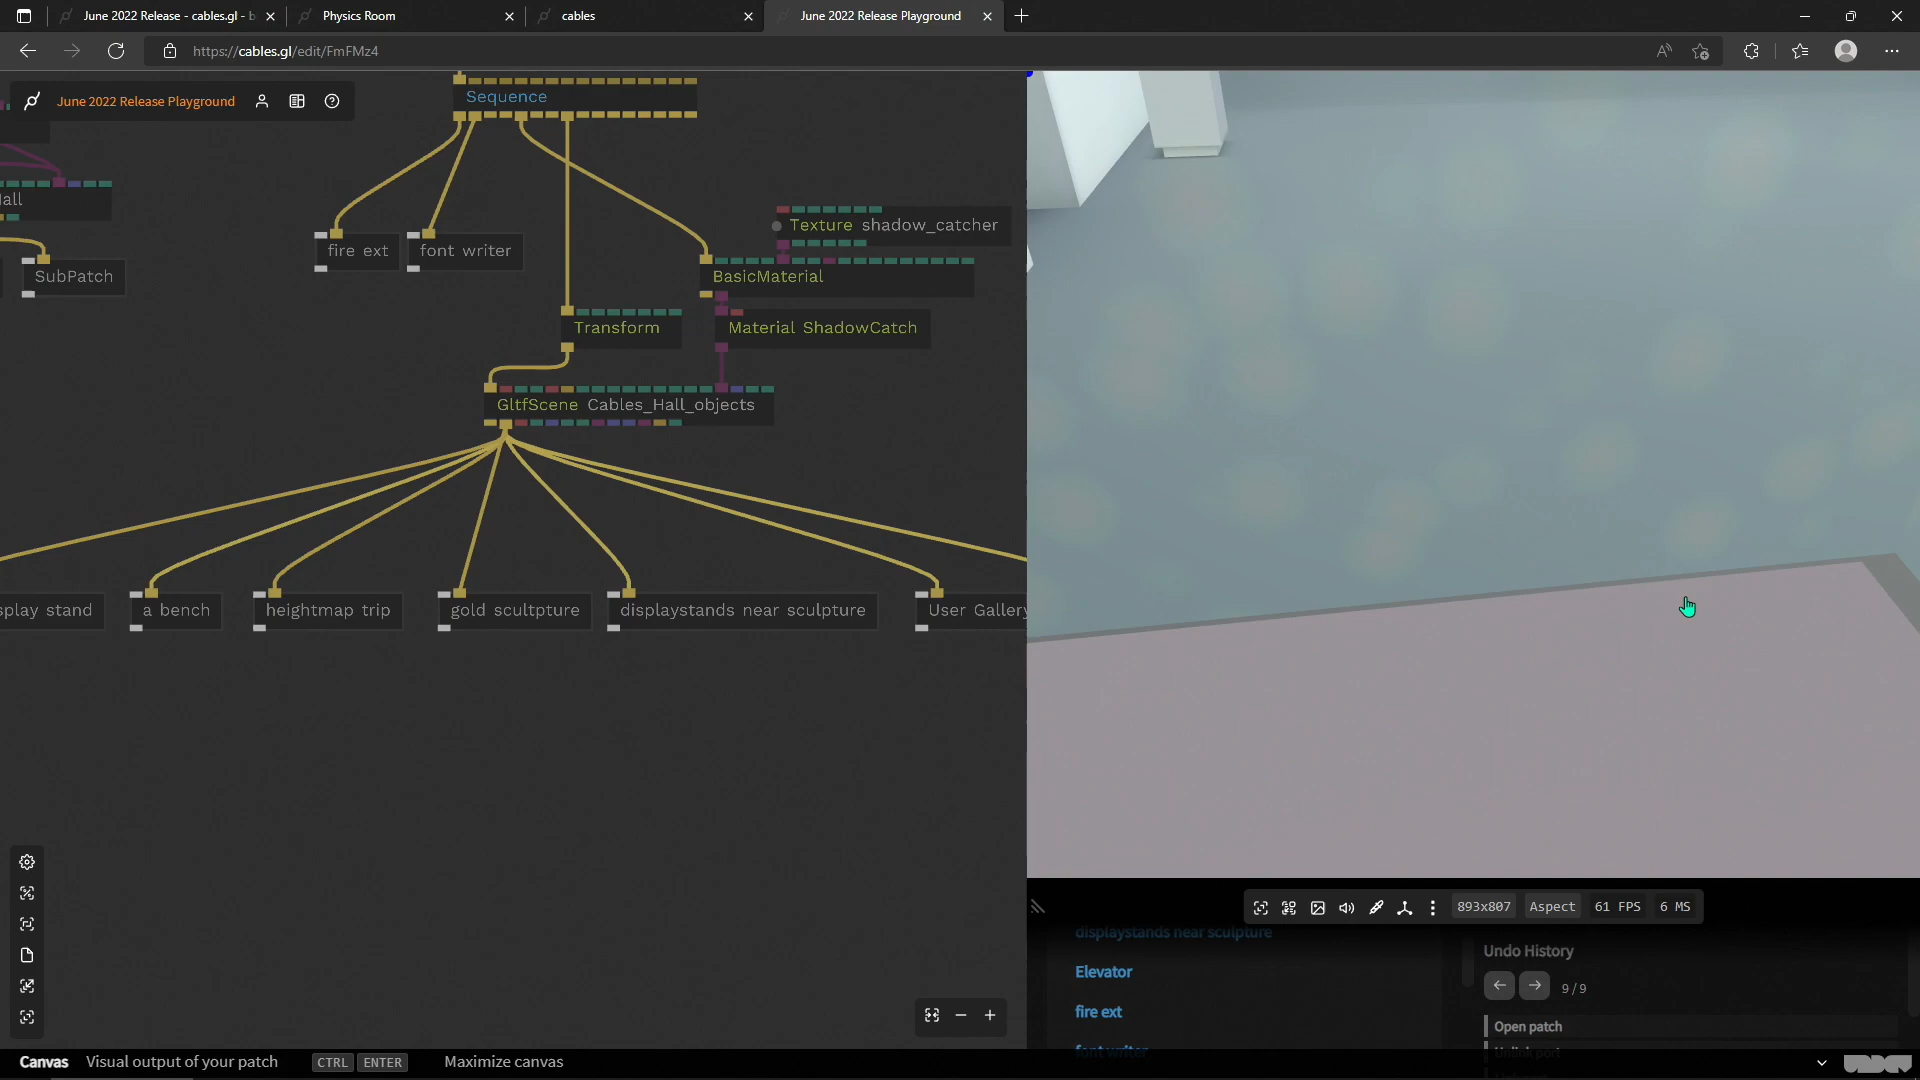 June 2022 Release - cables.gl - b
Physics Room
cables
June 2022 Release Playground
https://cables.gl/edit/FmFMz4
June 2022 Release Playground
Sequence
all
SubPatch
fire ext
font writer
Texture shadow_catcher
BasicMaterial
Transform
Material ShadowCatch
GltfScene Cables_Hall_objects
splay stand
a bench
heightmap trip
gold scultpture
displaystands near sculpture
User Gallery
893x807
Aspect
61 FPS
6 MS
displaystands near sculpture
Elevator
fire ext
font writer
Undo History
9/9
Open patch
Unlink port
Canvas
Visual output of your patch
CTRL ENTER
Maximize canvas